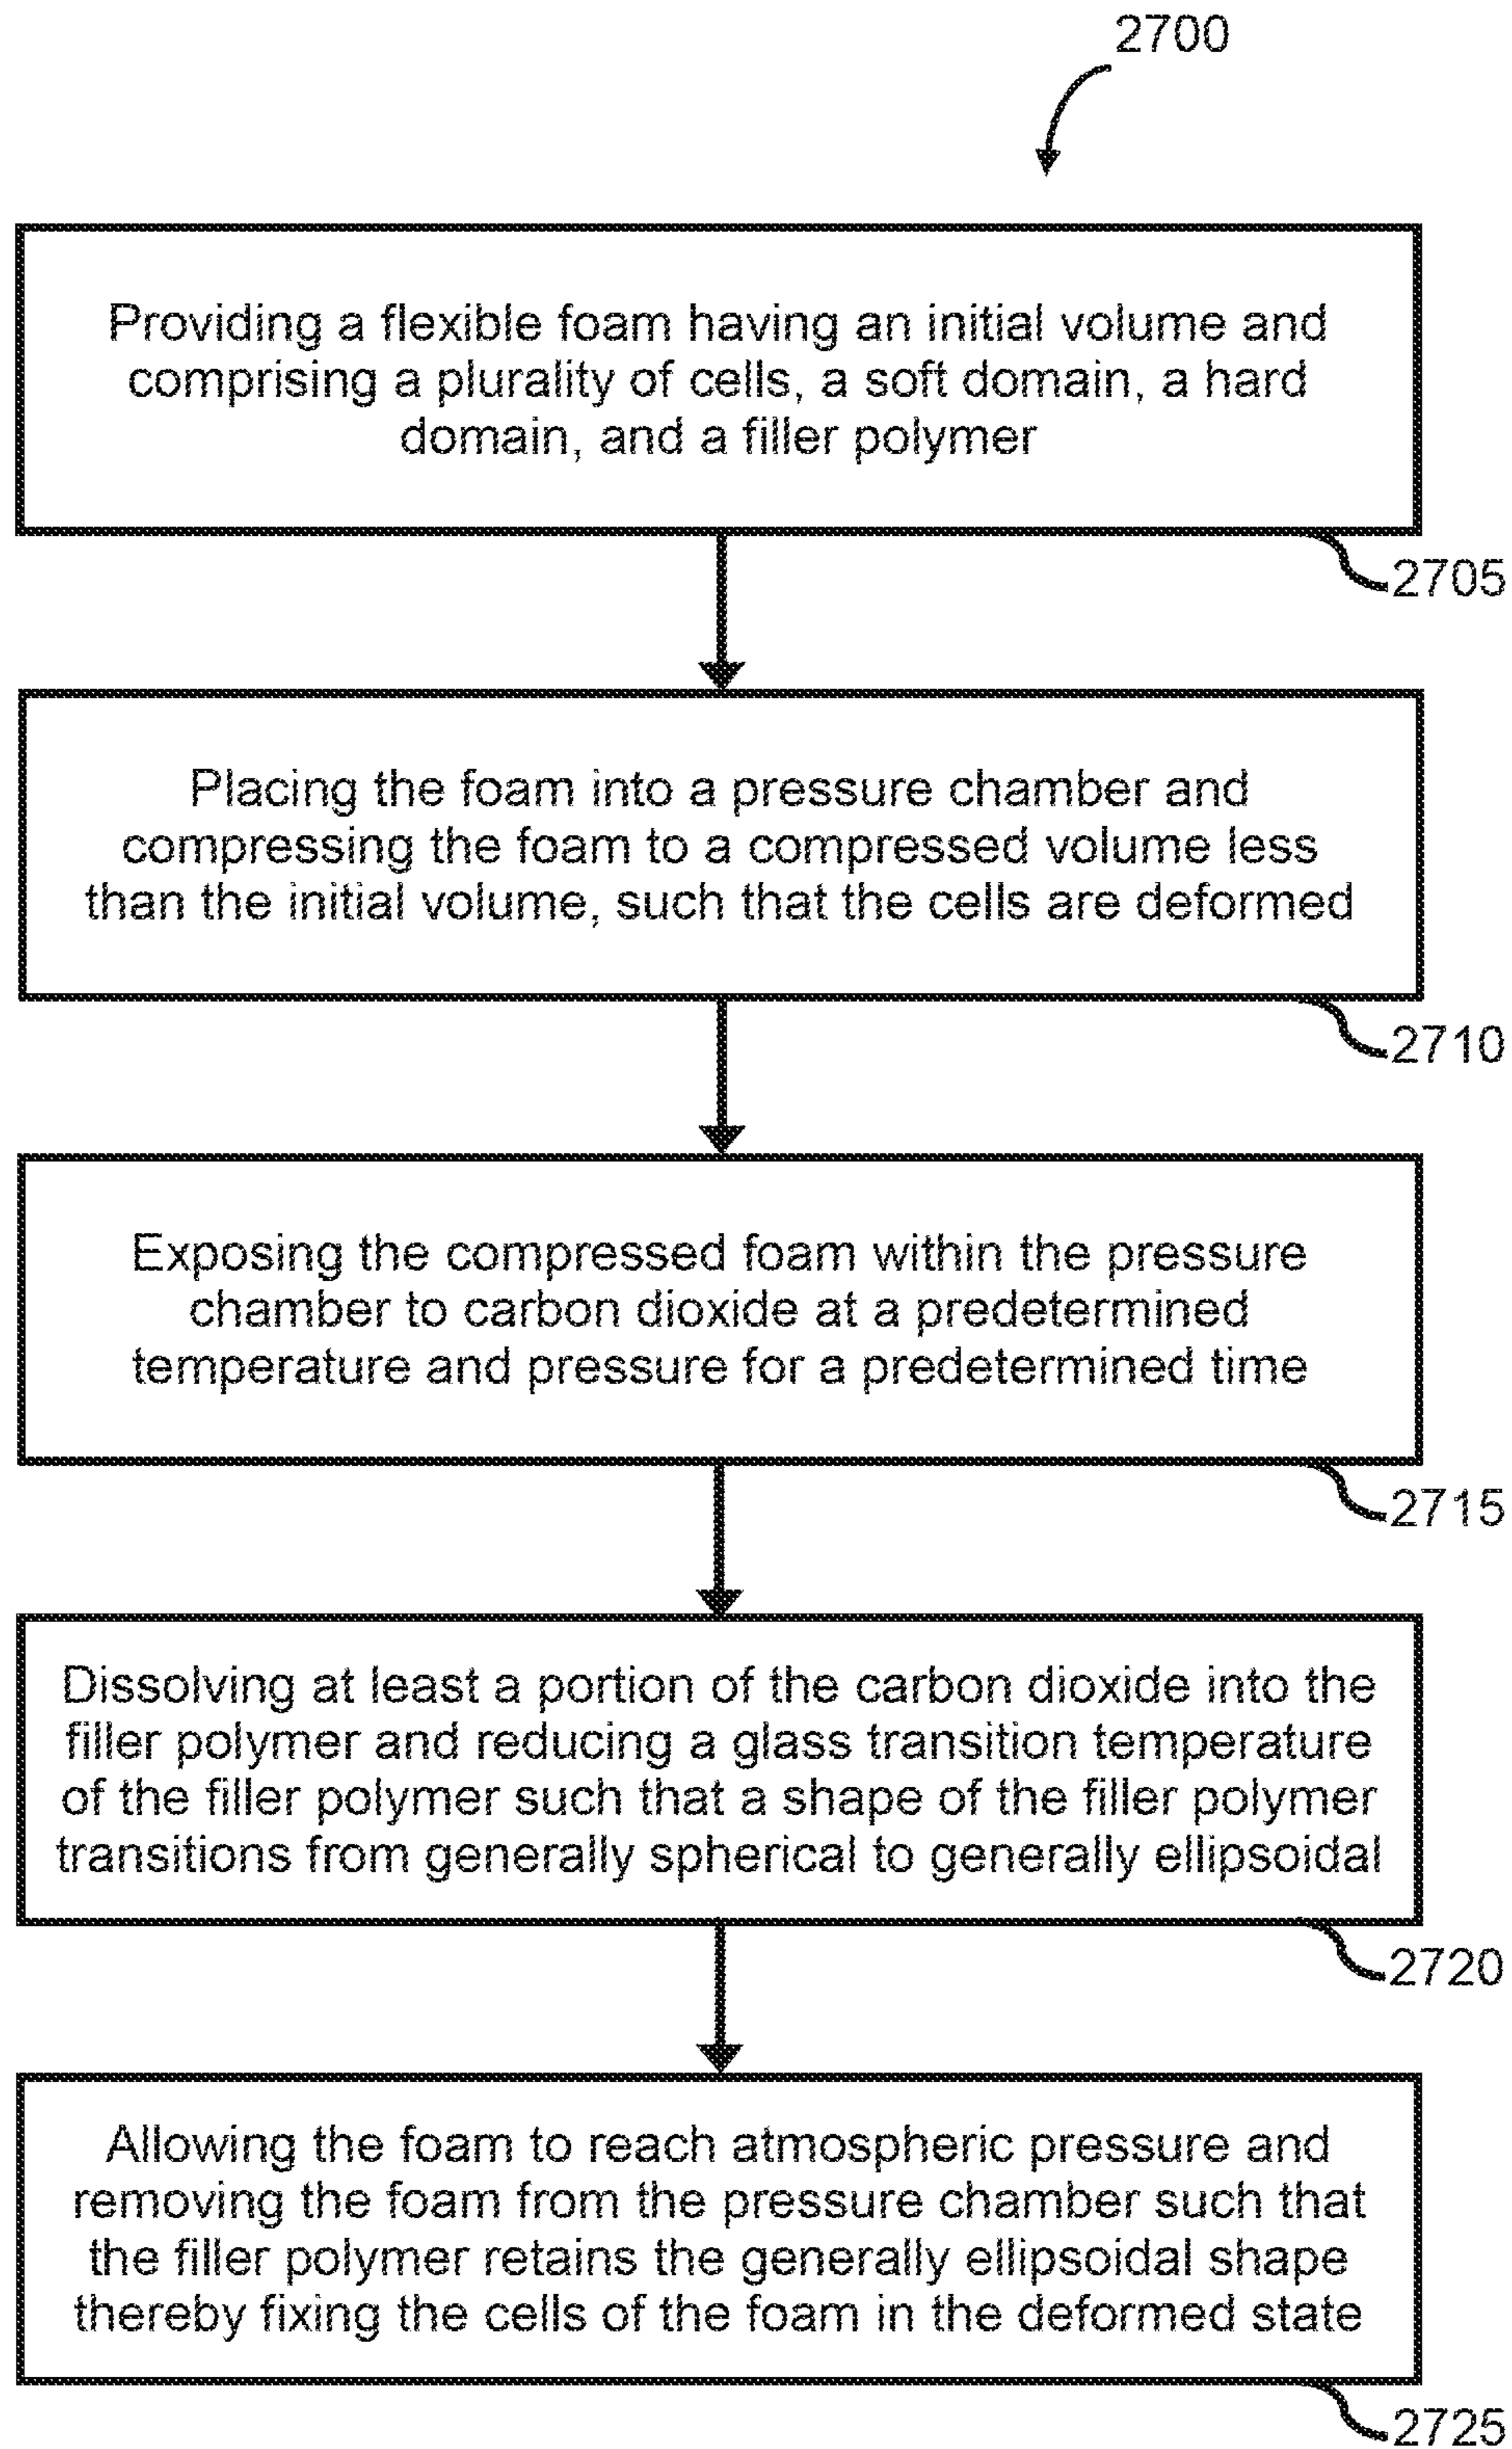 2700
Providing a flexible foam having an initial volume and
comprising a plurality of cells, a soft domain, a hard
domain, and a filler polymer
2705
Placing the foam into a pressure chamber and
compressing the foam to a compressed volume less
than the initial volume, such that the cells are deformed
2710
Exposing the compressed foam within the pressure
chamber to carbon dioxide at a predetermined
temperature and pressure for a predetermined time
2715
Dissolving at least a portion of the carbon dioxide into the
filler polymer and reducing a glass transition temperature
of the filler polymer such that a shape of the filler polymer
transitions from generally spherical to generally ellipsoidal
2720
Allowing the foam to reach atmospheric pressure and
removing the foam from the pressure chamber such that
the filler polymer retains the generally ellipsoidal shape
thereby fixing the cells of the foam in the deformed state
2725